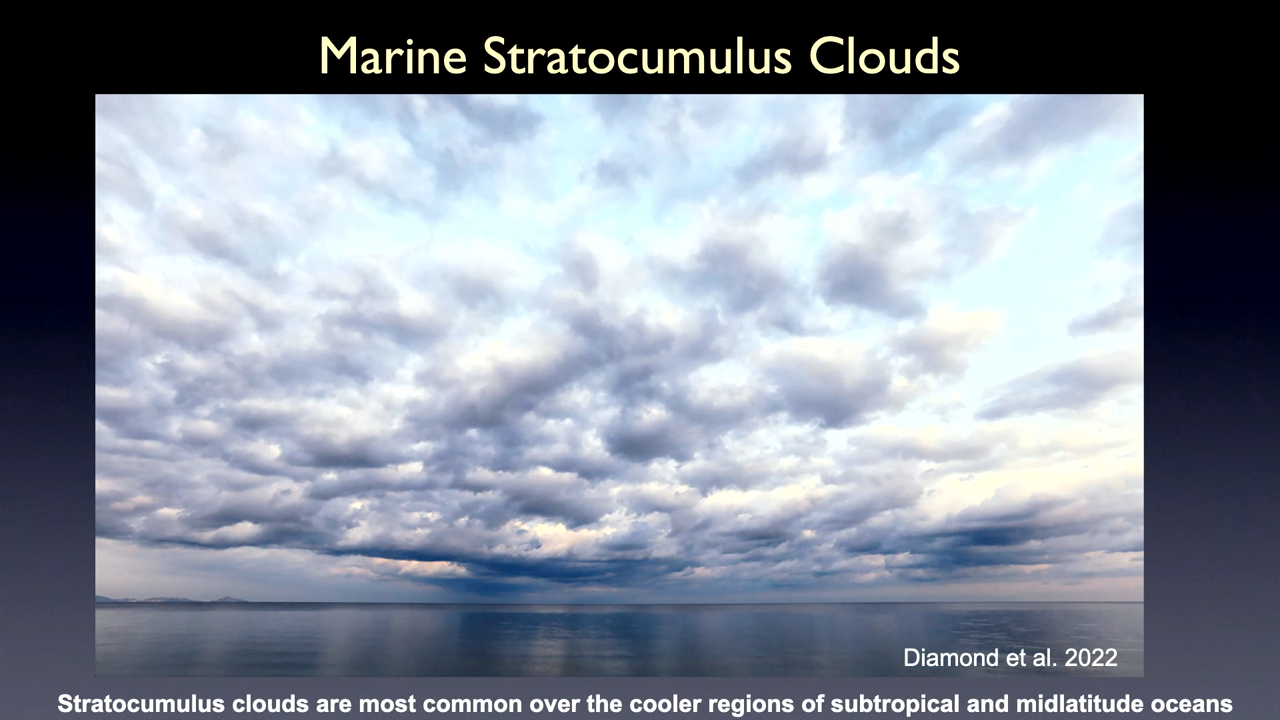 Marine Stratocumulus Clouds
Diamond et al. 2022
Stratocumulus clouds are most common over the cooler regions of subtropical and midlatitude oceans